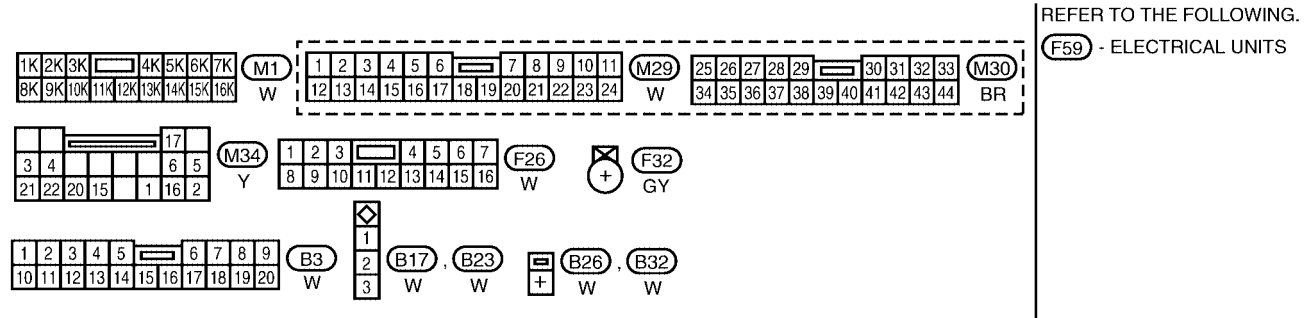 REFER TO THE FOLLOWING.
F59 - ELECTRICAL UNITS
1K 2K 3K 4K 5K 6K 7K M1
8K 9K 10K 11K 12K 13K 14K 15K 16K W
1 2 3 4 5 6 7 8 9 10 11 M29
12 13 14 15 16 17 18 19 20 21 22 23 24 W
25 26 27 28 29 30 31 32 33 M30
34 35 36 37 38 39 40 41 42 43 44 BR
17
3 4 6 5 M34
21 22 20 15 1 16 2 Y
1 2 3 4 5 6 7 F26
8 9 10 11 12 13 14 15 16 W
+ F32
GY
1 2 3 4 5 6 7 8 9 B3
10 11 12 13 14 15 16 17 18 19 20 W
1
2 B17 , B23
3 W W
B26 , B32
+ W W